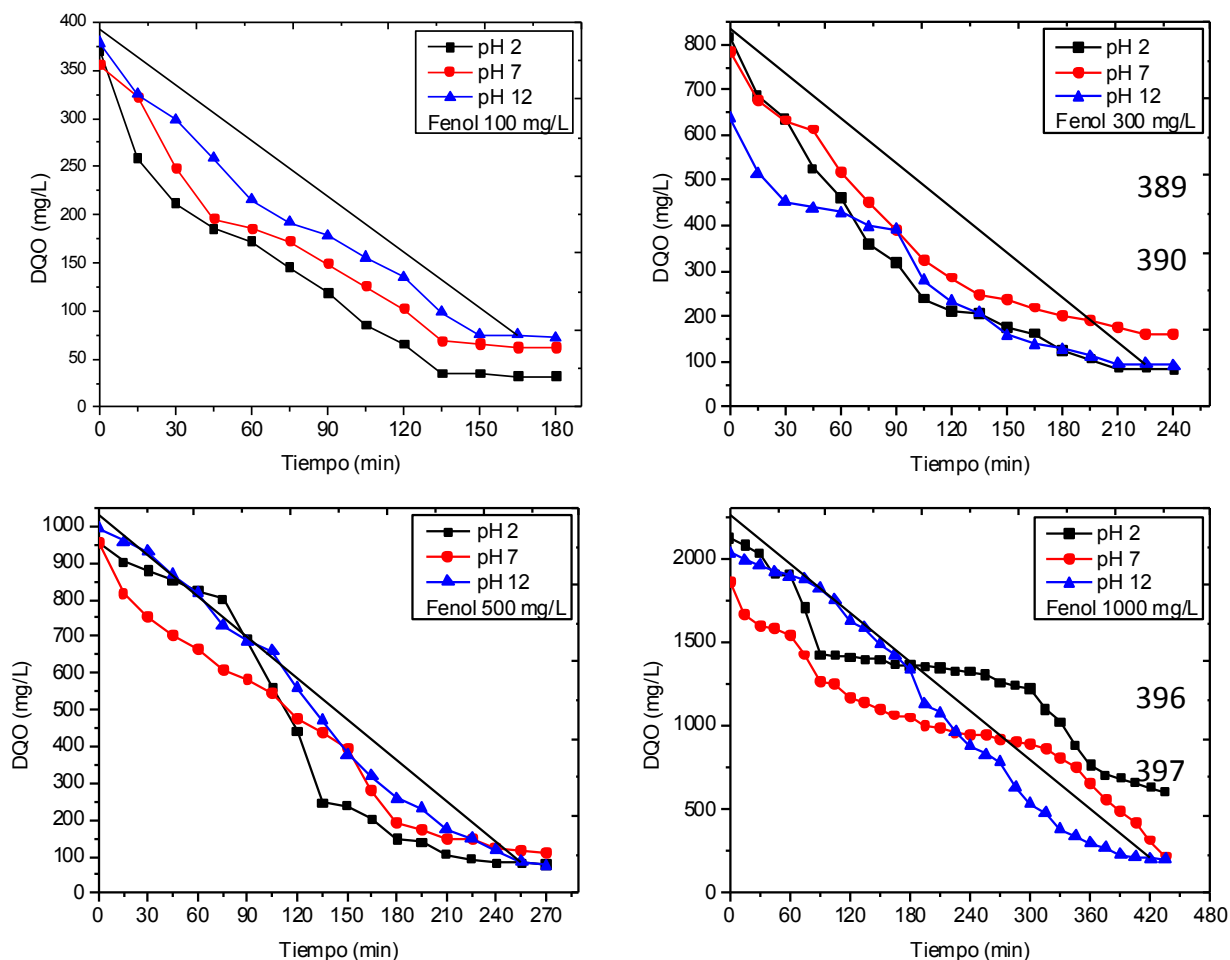 400
350
300
250
200
150
100
50
0
DQO (mg/L)
pH 2
pH 7
pH 12
Fenol 100 mg/L
0 30 60 90 120 150 180
Tiempo (min)
800
700
600
500
400
300
200
100
0
DQO (mg/L)
pH 2
pH 7
pH 12
Fenol 300 mg/L
389
390
0 30 60 90 120 150 180 210 240
Tiempo (min)
1000
900
800
700
600
500
400
300
200
100
0
DQO (mg/L)
pH 2
pH 7
pH 12
Fenol 500 mg/L
0 30 60 90 120 150 180 210 240 270
Tiempo (min)
2000
1500
1000
500
0
DQO (mg/L)
pH 2
pH 7
pH 12
Fenol 1000 mg/L
396
397
0 60 120 180 240 300 360 420 480
Tiempo (min)